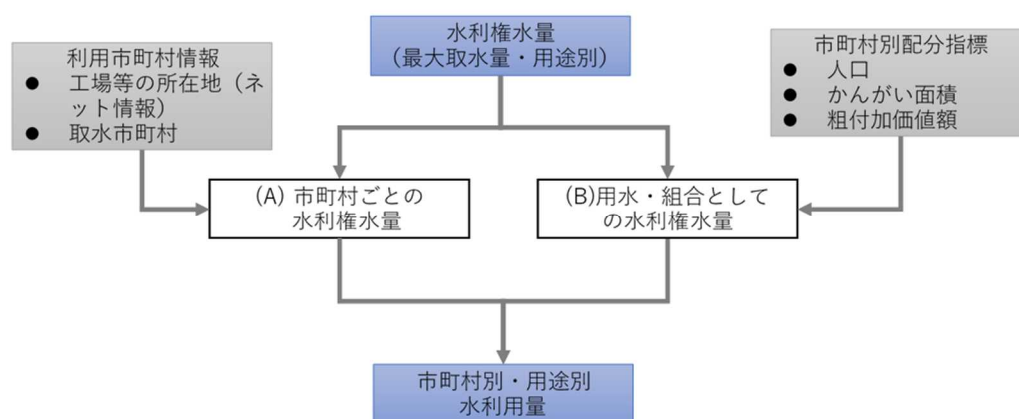 水利権水量
(最大取水量・用途別)
利用市町村情報
● 工場等の所在地（ネ
ット情報）
● 取水市町村
市町村別配分指標
● 人口
● かんがい面積
● 粗付加価値額
(A) 市町村ごとの
水利権水量
(B)用水・組合として
の水利権水量
市町村別・用途別
水利用量